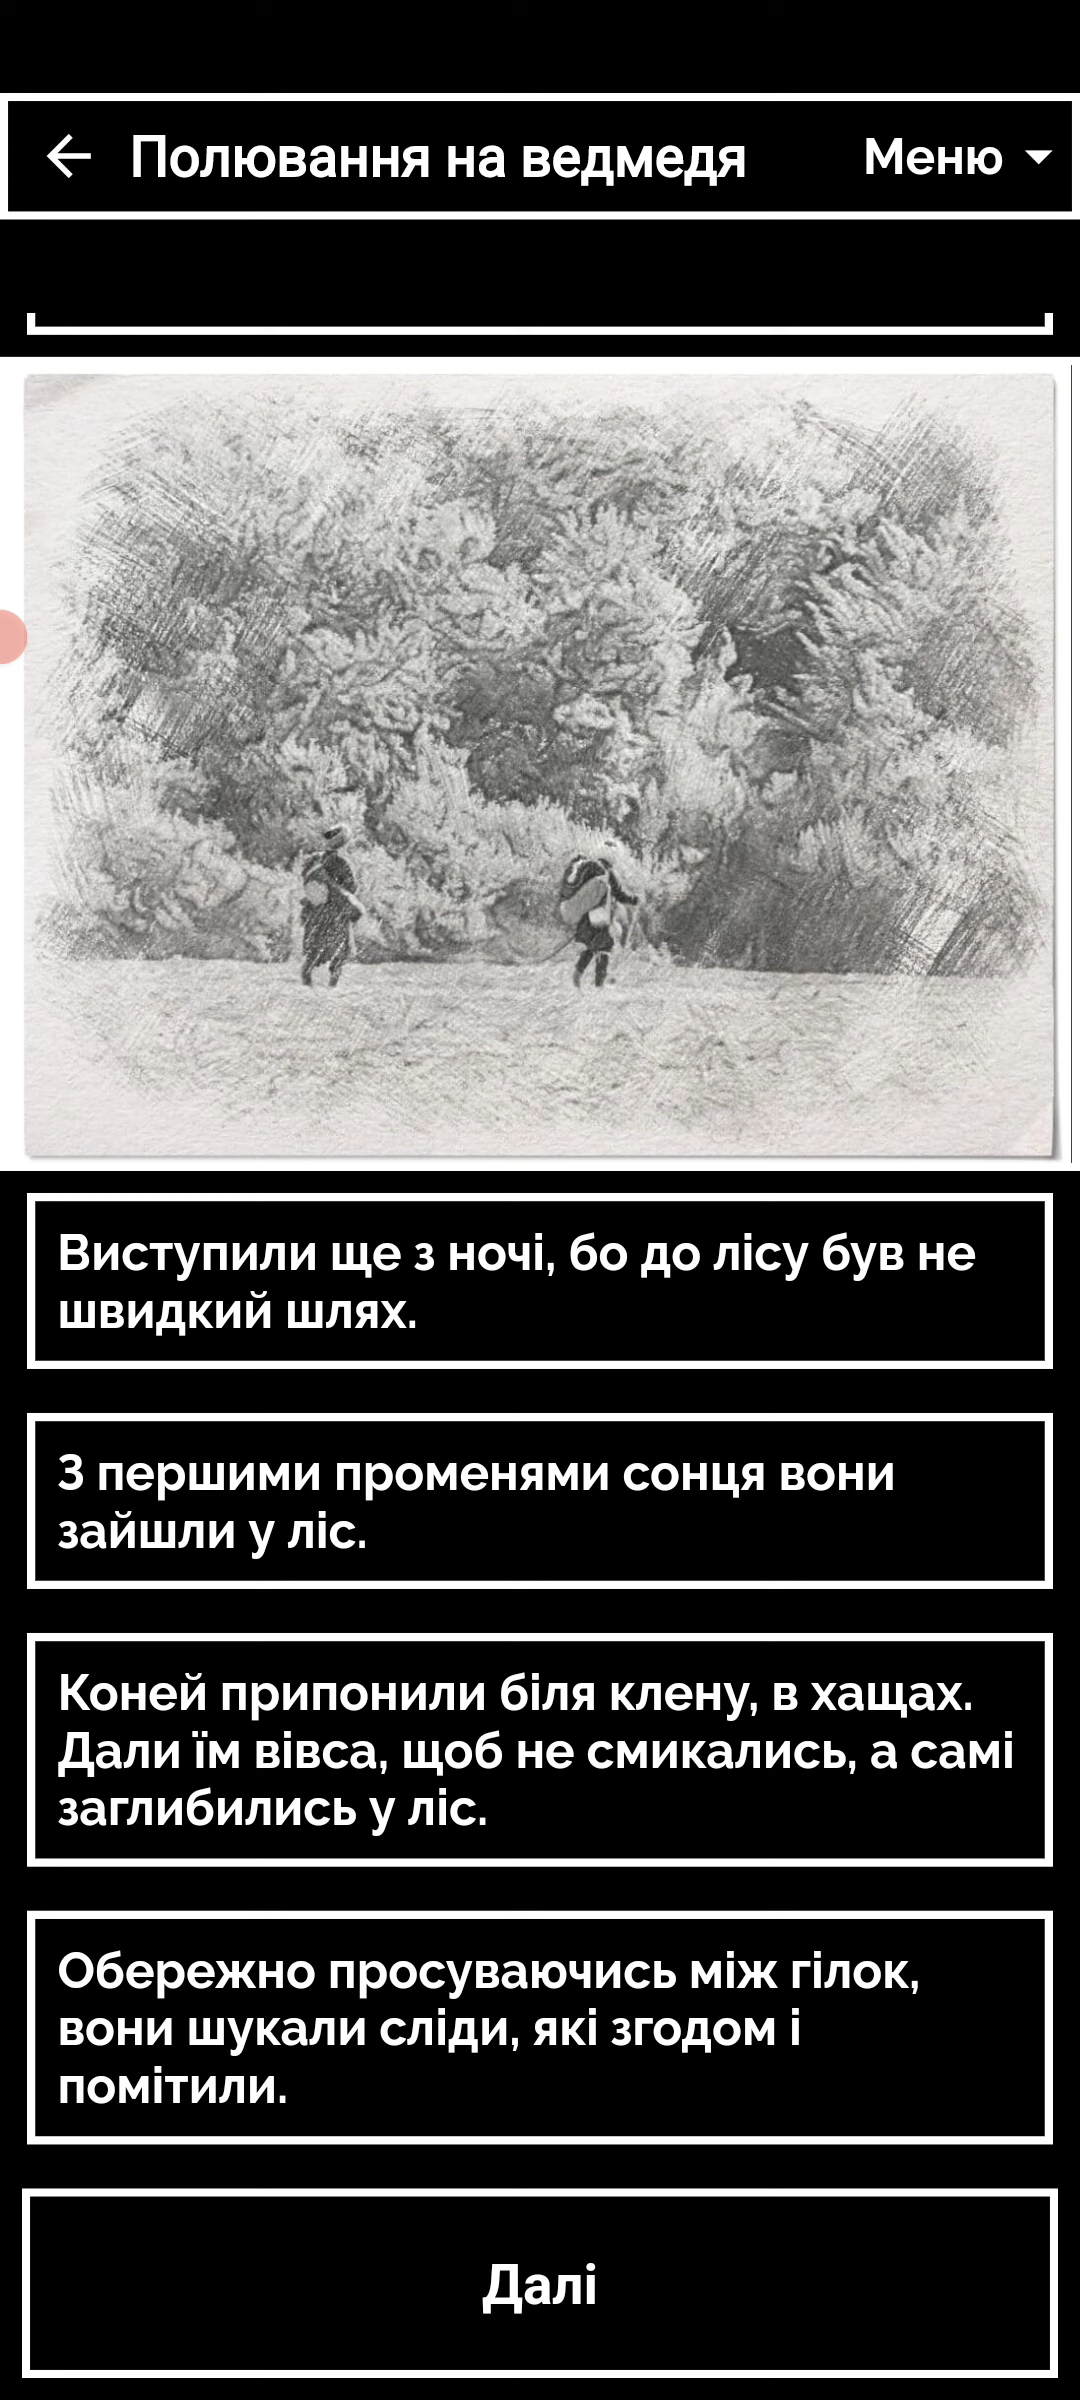 Полювання на ведмедя
Меню
Виступили ще з ночі, бо до лісу був не
швидкий шлях.
З першими променями сонця вони
зайшли у ліс.
Коней припонили біля клену, в хащах.
Дали їм вівса, щоб не смикались, а самі
заглибились у ліс.
Обережно просуваючись між гілок,
вони шукали сліди, які згодом і
помітили.
Далі